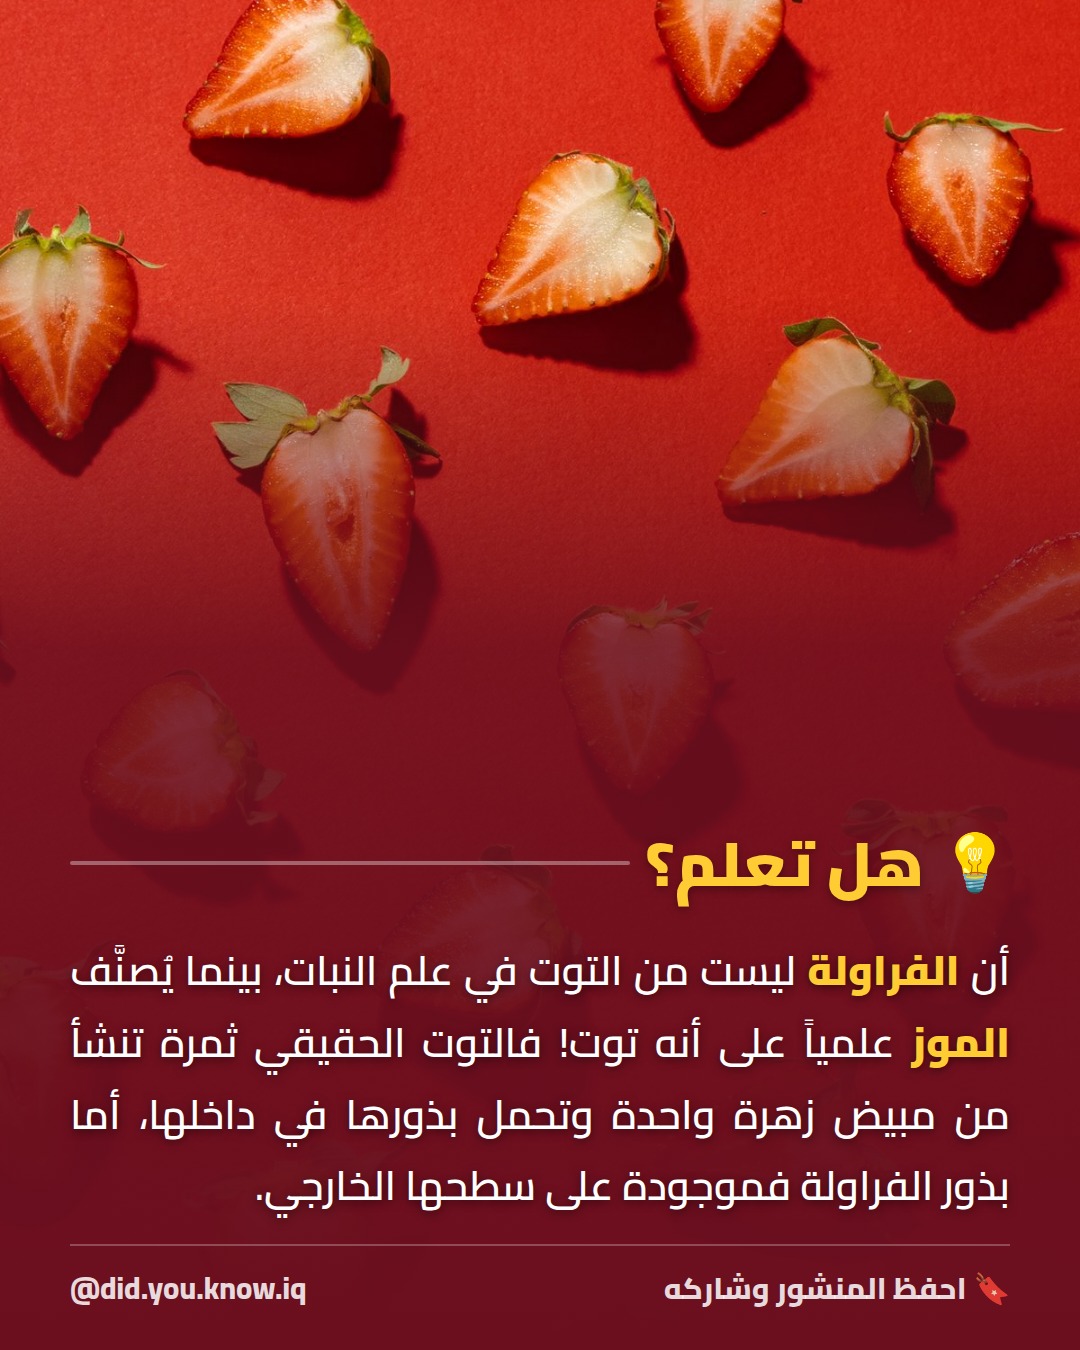 💡 هل تعلم؟
أن الفراولة ليست من التوت في علم النبات، بينما يُصنَّف
الموز علمياً على أنه توت! فالتوت الحقيقي ثمرة تنشأ
من مبيض زهرة واحدة وتحمل بذورها في داخلها، أما
بذور الفراولة فموجودة على سطحها الخارجي.
🔖 احفظ المنشور وشاركه
@did.you.know.iq